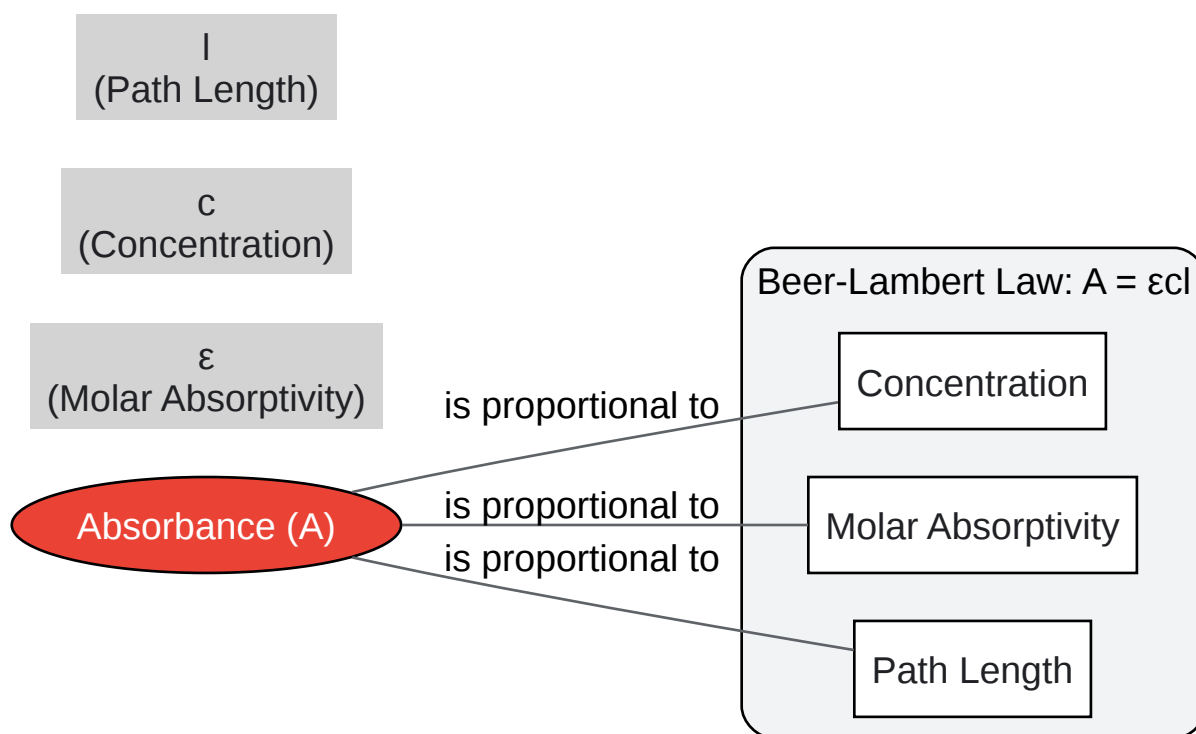 l
(Path Length)
c
(Concentration)
ε
(Molar Absorptivity)
Absorbance (A)
is proportional to
is proportional to
is proportional to
Beer-Lambert Law: A = εcl
Concentration
Molar Absorptivity
Path Length